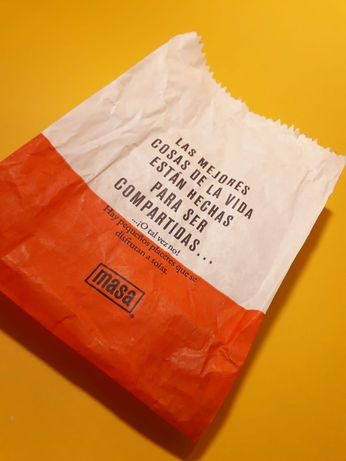 LAS MEJORES
COSAS DE LA VIDA
ESTÁN HECHAS
PARA SER
COMPARTIDAS...
...¡O tal vez no!
Hay pequeños placeres que se
disfrutan a solas.
masa